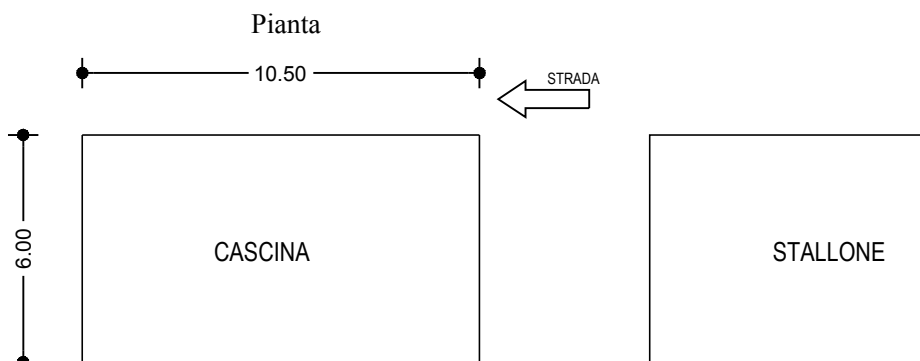 Pianta
10.50
STRADA
6.00
CASCINA
STALLONE